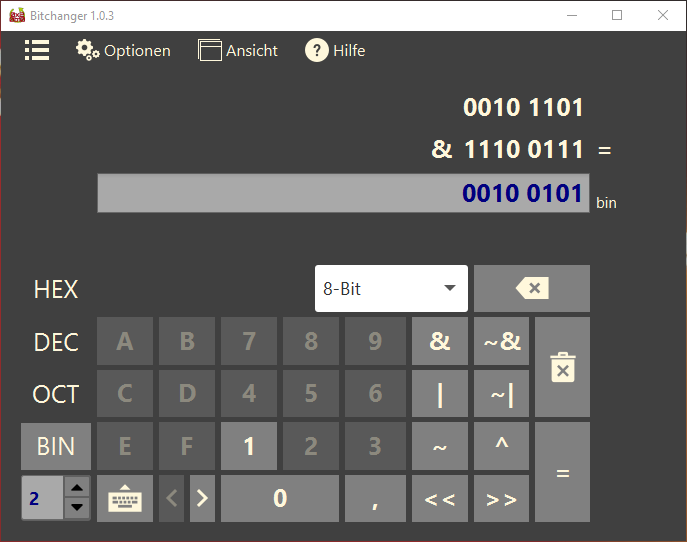 Bitchanger 1.0.3
Optionen Ansicht ? Hilfe
0010 1101
& 1110 0111 =
0010 0101 bin
HEX 8-Bit
DEC A B 7 8 9 & ~&
OCT C D 4 5 6 | ~|
BIN E F 1 2 3 ~ ^ =
2 < > 0 , << >>